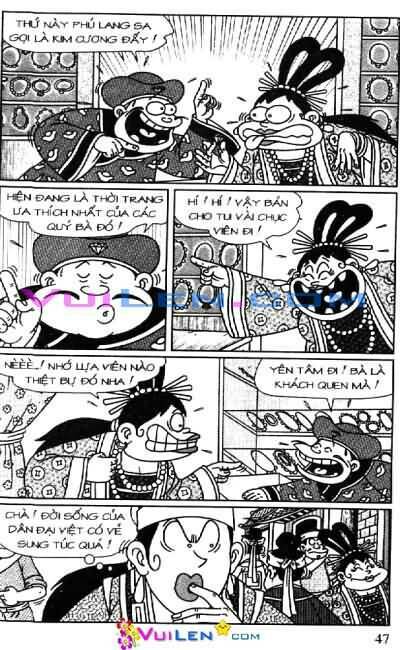 THỨ NÀY PHÚ LANG SA
GỌI LÀ KIM CƯƠNG ĐẤY!
HIỆN ĐANG LÀ THỜI TRANG
ƯA THÍCH NHẤT CỦA CÁC
QUÝ BÀ ĐÓ!
HÍ! HÍ! VẬY BÁN
CHO TUI VÀI CHỤC
VIÊN ĐI!
VUILEN.COM
NÈÈÈ..! NHỚ LỰA VIÊN NÀO
THIỆT BỰ ĐÓ NHA!
YÊN TÂM ĐI! BÀ LÀ
KHÁCH QUEN MÀ!
CHÀ! ĐỜI SỐNG CỦA
DÂN ĐẠI VIỆT CÓ VẺ
SUNG TÚC QUÁ!
47
VUILEN.COM